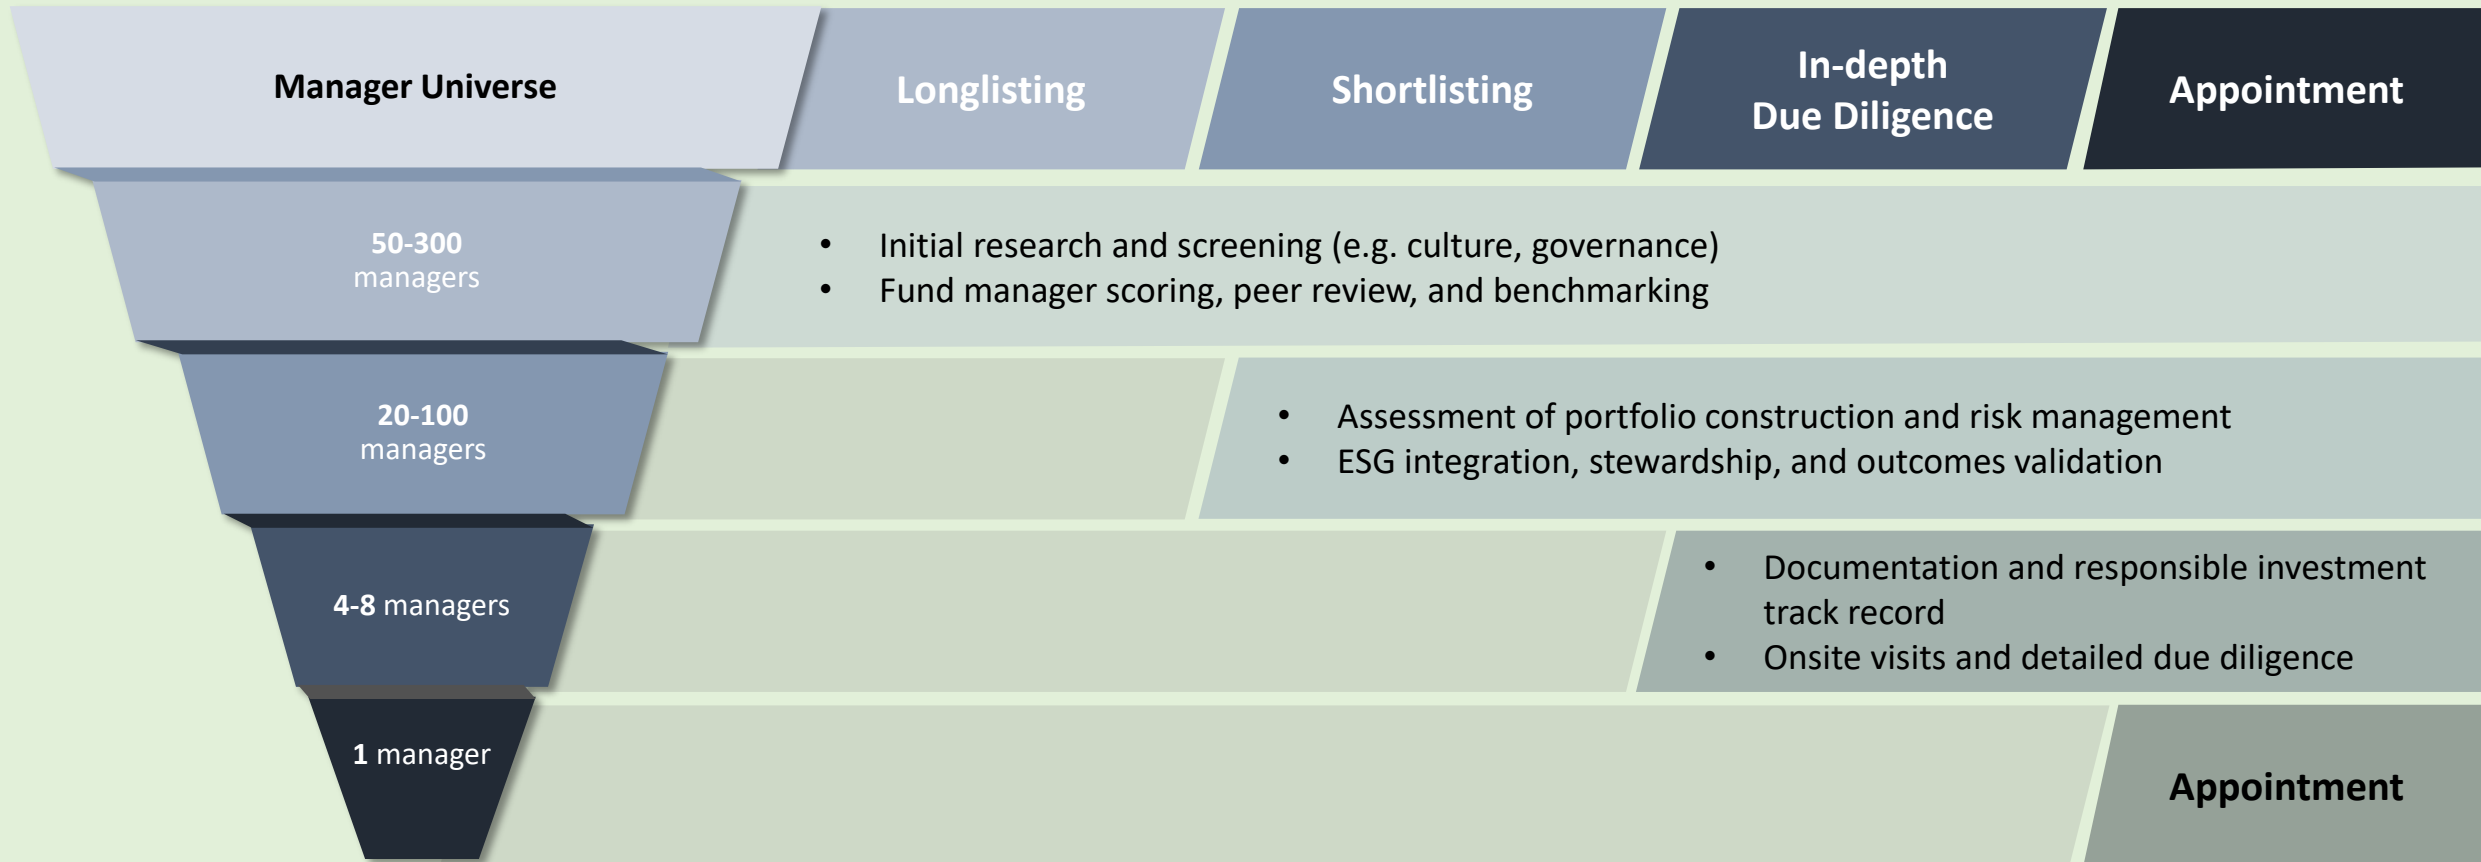 Manager Universe
Longlisting
Shortlisting
In-depth
Due Diligence
Appointment
50-300
managers
• Initial research and screening (e.g. culture, governance)
• Fund manager scoring, peer review, and benchmarking
20-100
managers
• Assessment of portfolio construction and risk management
• ESG integration, stewardship, and outcomes validation
4-8 managers
• Documentation and responsible investment
track record
• Onsite visits and detailed due diligence
1 manager
Appointment